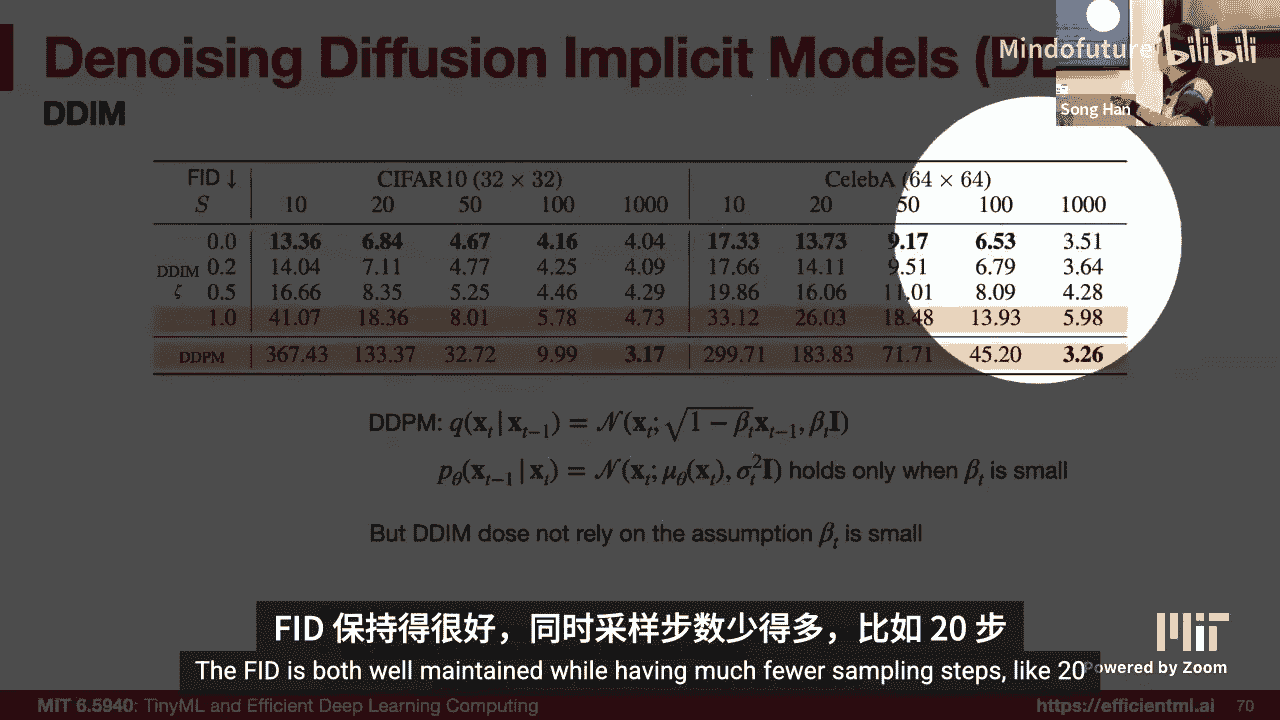 Denoising Diffusion Implicit Models (DD
Mindofuture bilibili
Song Han
DDIM
FID ↓ CIFAR10 (32 × 32) CelebA (64 × 64)
S 10 20 50 100 1000 10 20 50 100 1000
0.0 13.36 6.84 4.67 4.16 4.04 17.33 13.73 9.17 6.53 3.51
DDIM 0.2 14.04 7.11 4.77 4.25 4.09 17.66 14.11 9.51 6.79 3.64
ζ 0.5 16.66 8.35 5.25 4.46 4.29 19.86 16.06 11.01 8.09 4.28
1.0 41.07 18.36 8.01 5.78 4.73 33.12 26.03 18.48 13.93 5.98
DDPM 367.43 133.37 32.72 9.99 3.17 299.71 183.83 71.71 45.20 3.26
DDPM: q(x_t | x_{t−1}) = 𝒩(x_t; √(1 − β_t) x_{t−1}, β_t I)
p_θ(x_{t−1} | x_t) = 𝒩(x_t; μ_θ(x_t), σ_t^2 I) holds only when β_t is small
But DDIM dose not rely on the assumption β_t is small
FID 保持得很好，同时采样步数少得多，比如 20 步
The FID is both well maintained while having much fewer sampling steps, like 20
MIT
Powered by Zoom
MIT 6.5940: TinyML and Efficient Deep Learning Computing https://efficientml.ai 70